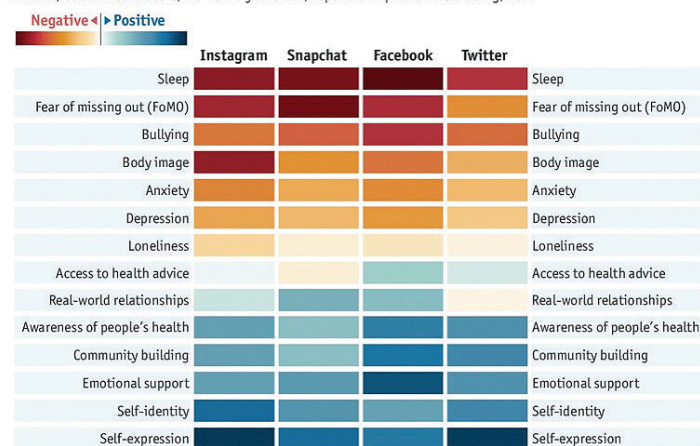 Negative Positive
Instagram Snapchat Facebook Twitter
Sleep Sleep
Fear of missing out (FoMO) Fear of missing out (FoMO)
Bullying Bullying
Body image Body image
Anxiety Anxiety
Depression Depression
Loneliness Loneliness
Access to health advice Access to health advice
Real-world relationships Real-world relationships
Awareness of people's health Awareness of people's health
Community building Community building
Emotional support Emotional support
Self-identity Self-identity
Self-expression Self-expression